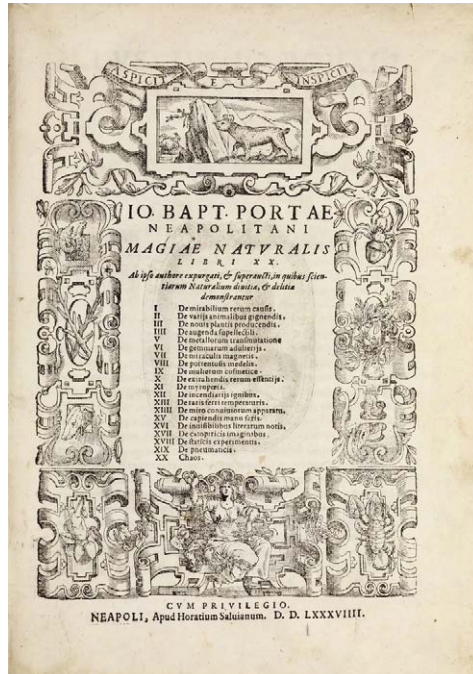 ASPICIT ET INSPICIT
IO. BAPT. PORTAE
NEAPOLITANI
MAGIAE NATVRALIS
LIBRI XX.
Ab ipso authore expurgati, & superaucti, in quibus scien-
tiarum Naturalium diuitiæ, & delitiæ
demonstrantur
I De mirabilium rerum causis.
II De varijs animalibus gignendis.
III De nouis plantis producendis.
IIII De augenda supellectili.
V De metallorum transmutatione
VI De gemmarum adulterijs.
VII De miraculis magnetis.
VIII De portentosis medelis.
IX De mulierum cosmetice.
X De extrahendis rerum essentijs.
XI De myropoeia.
XII De incendiarijs ignibus.
XIII De raris ferri temperaturis.
XIIII De miro conuiuiorum apparatu.
XV De capiendis manu feris.
XVI De inuisibilibus literarum notis.
XVII De catoptricis imaginibus.
XVIII De staticis experimentis.
XIX De pneumaticis.
XX Chaos.
CVM PRIVILEGIO.
NEAPOLI, Apud Horatium Saluianum. D. D. LXXXVIIII.